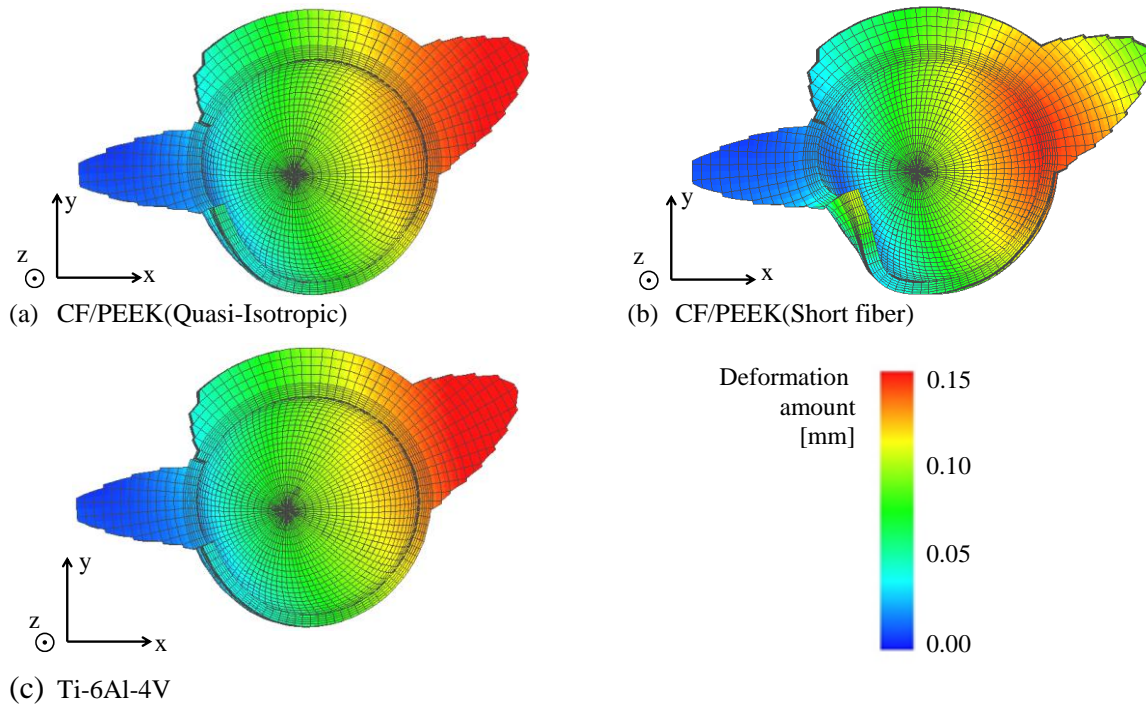 y
z
x
(a) CF/PEEK(Quasi-Isotropic)
y
z
x
(b) CF/PEEK(Short fiber)
y
z
x
(c) Ti-6Al-4V
Deformation
amount
[mm]
0.15
0.10
0.05
0.00